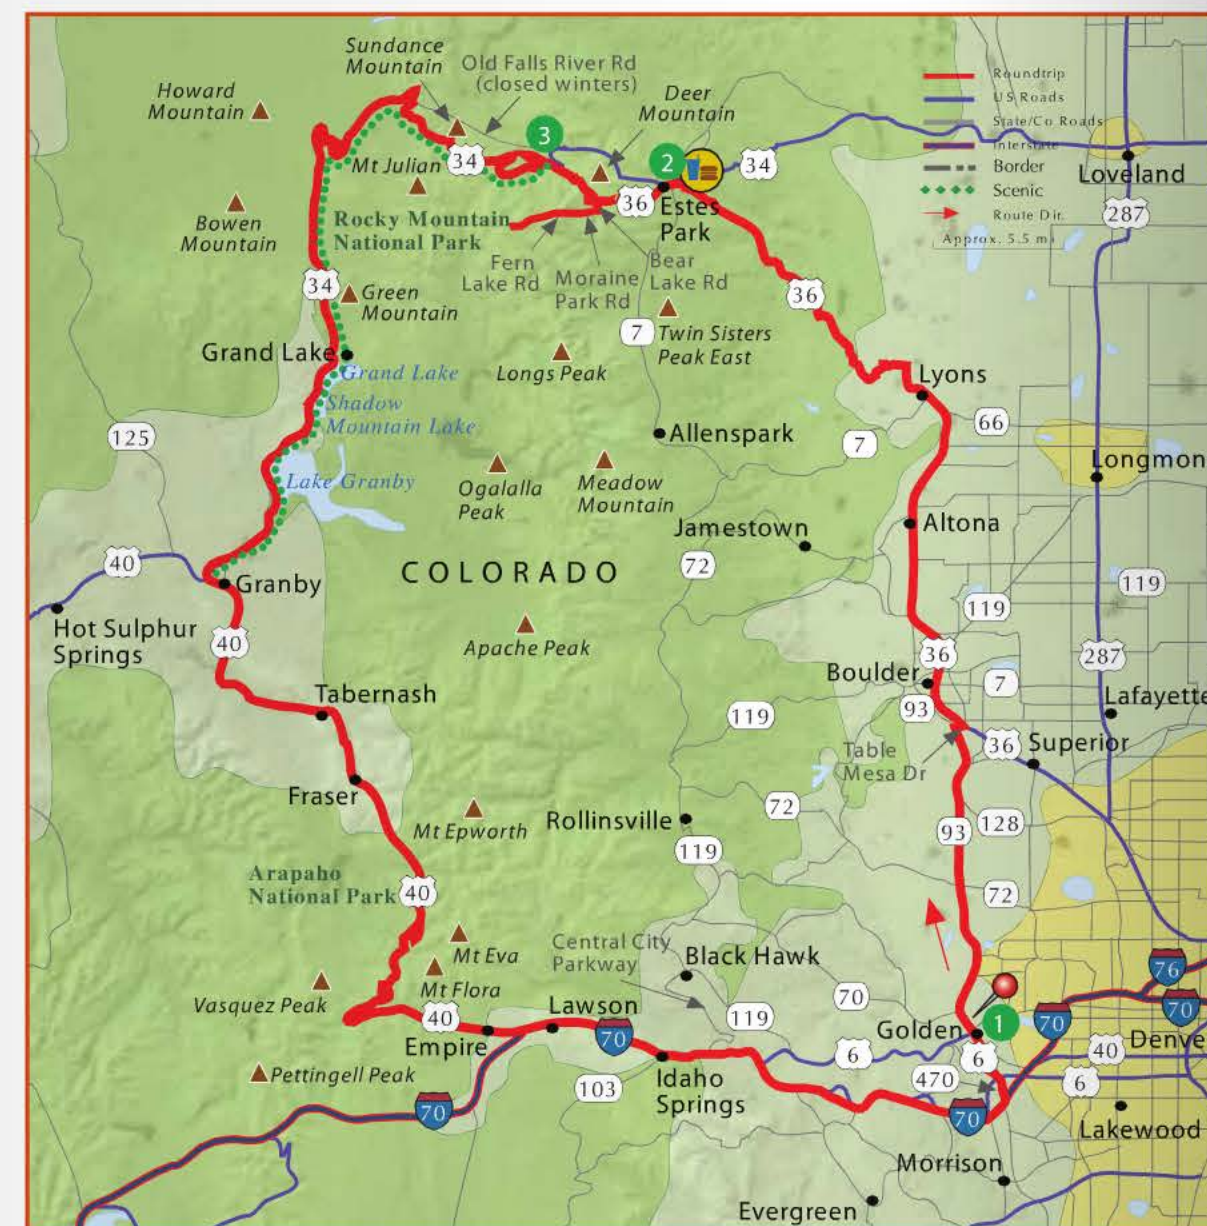 Sundance
Mountain
Old Falls River Rd
(closed winters)
Howard
Mountain
Deer
Mountain
Roundtrip
US Roads
State/Co Roads
Interstate
Border
Scenic
Route Dir.
Approx. 5.5 mi
3
2
34
34
Mt Julian
Loveland
Bowen
Mountain
Rocky Mountain
National Park
36
Estes
Park
287
Fern
Lake Rd
Moraine
Park Rd
Bear
Lake Rd
34
Green
Mountain
36
7
Twin Sisters
Peak East
Grand Lake
Grand Lake
Longs Peak
Lyons
Shadow
Mountain Lake
125
Allenspark
7
66
Longmon
Lake Granby
Ogalalla
Peak
Meadow
Mountain
Jamestown
Altona
40
COLORADO
72
Granby
119
119
Hot Sulphur
Springs
40
Apache Peak
36
287
Boulder
7
Tabernash
119
93
Lafayette
Table
Mesa Dr
36
Superior
Fraser
Mt Epworth
Rollinsville
72
93
128
119
Arapaho
National Park
40
72
Central City
Parkway
Mt Eva
Black Hawk
76
Vasquez Peak
Mt Flora
70
70
40
Lawson
119
Golden
1
70
Denve
Empire
70
6
6
40
Pettingell Peak
103
Idaho
Springs
470
6
70
70
Lakewood
Morrison
Evergreen